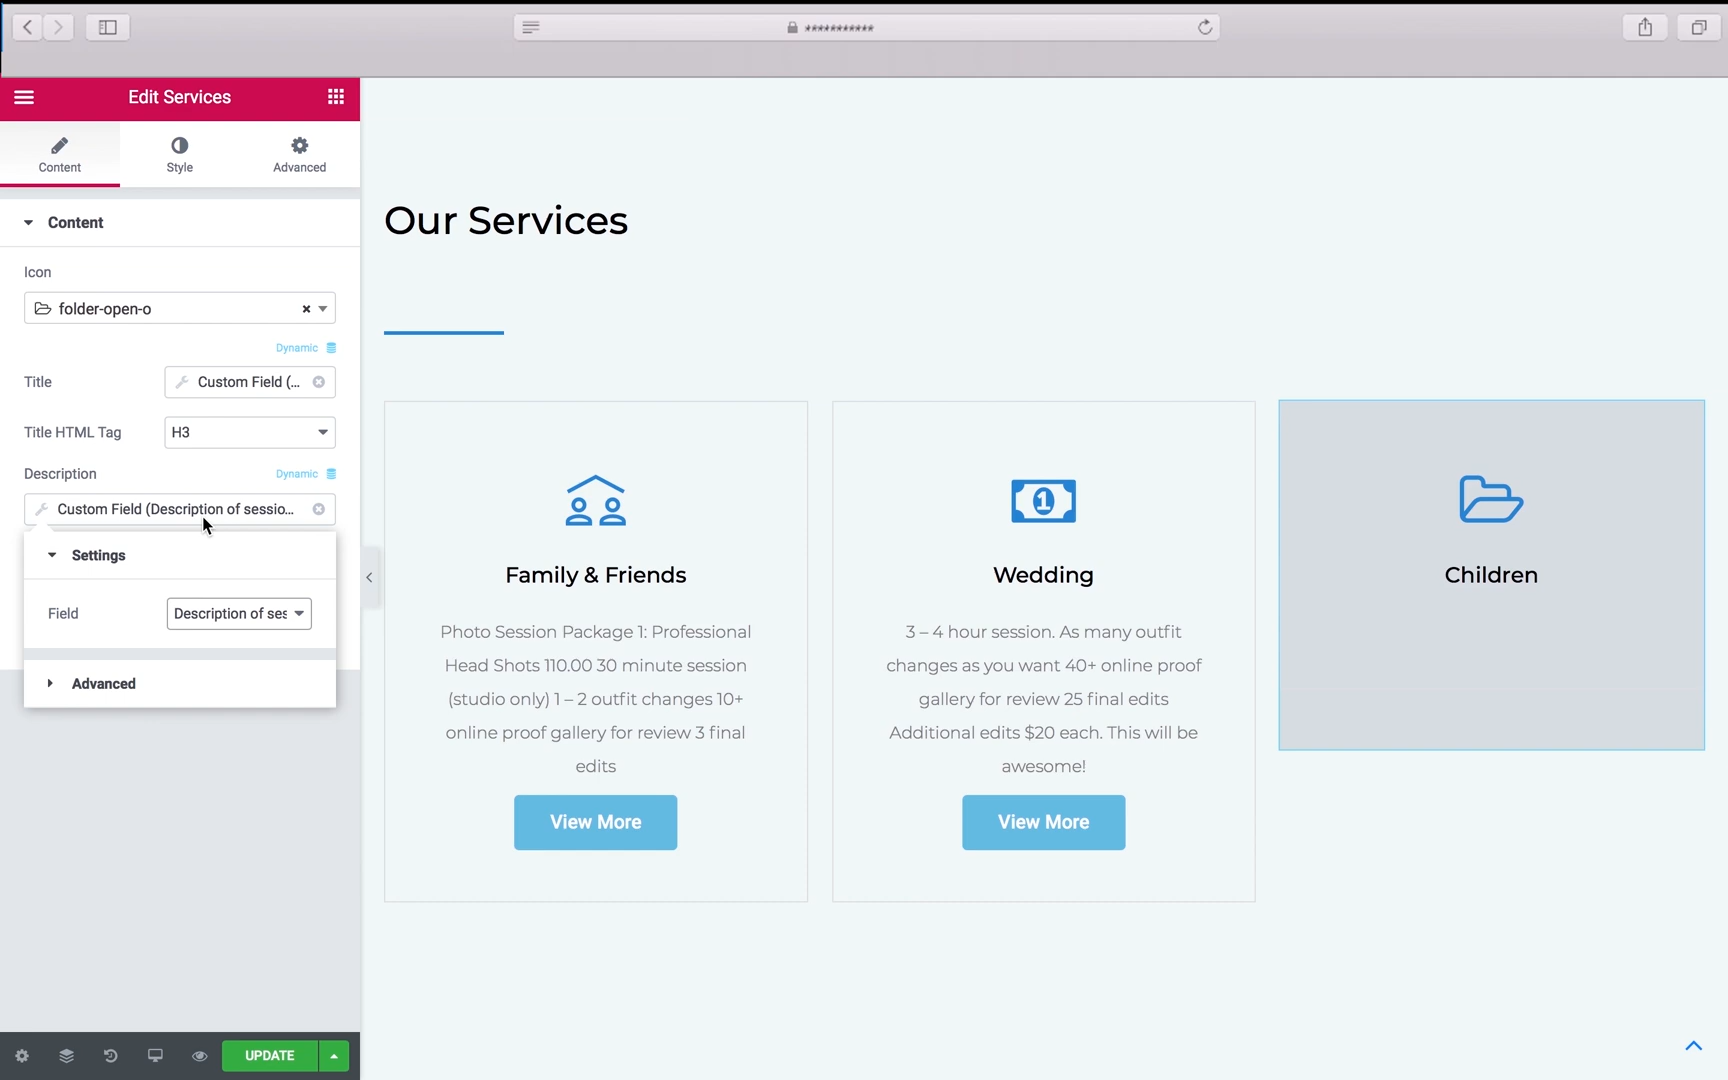 ***********
Edit Services
Content
Style
Advanced
Content
Icon
folder-open-o
Dynamic
Title
Custom Field (...
Title HTML Tag
H3
Description
Dynamic
Custom Field (Description of sessio...
Settings
Field
Description of ses
Advanced
UPDATE
Our Services
Family & Friends
Photo Session Package 1: Professional
Head Shots 110.00 30 minute session
(studio only) 1 – 2 outfit changes 10+
online proof gallery for review 3 final
edits
View More
Wedding
3 – 4 hour session. As many outfit
changes as you want 40+ online proof
gallery for review 25 final edits
Additional edits $20 each. This will be
awesome!
View More
Children